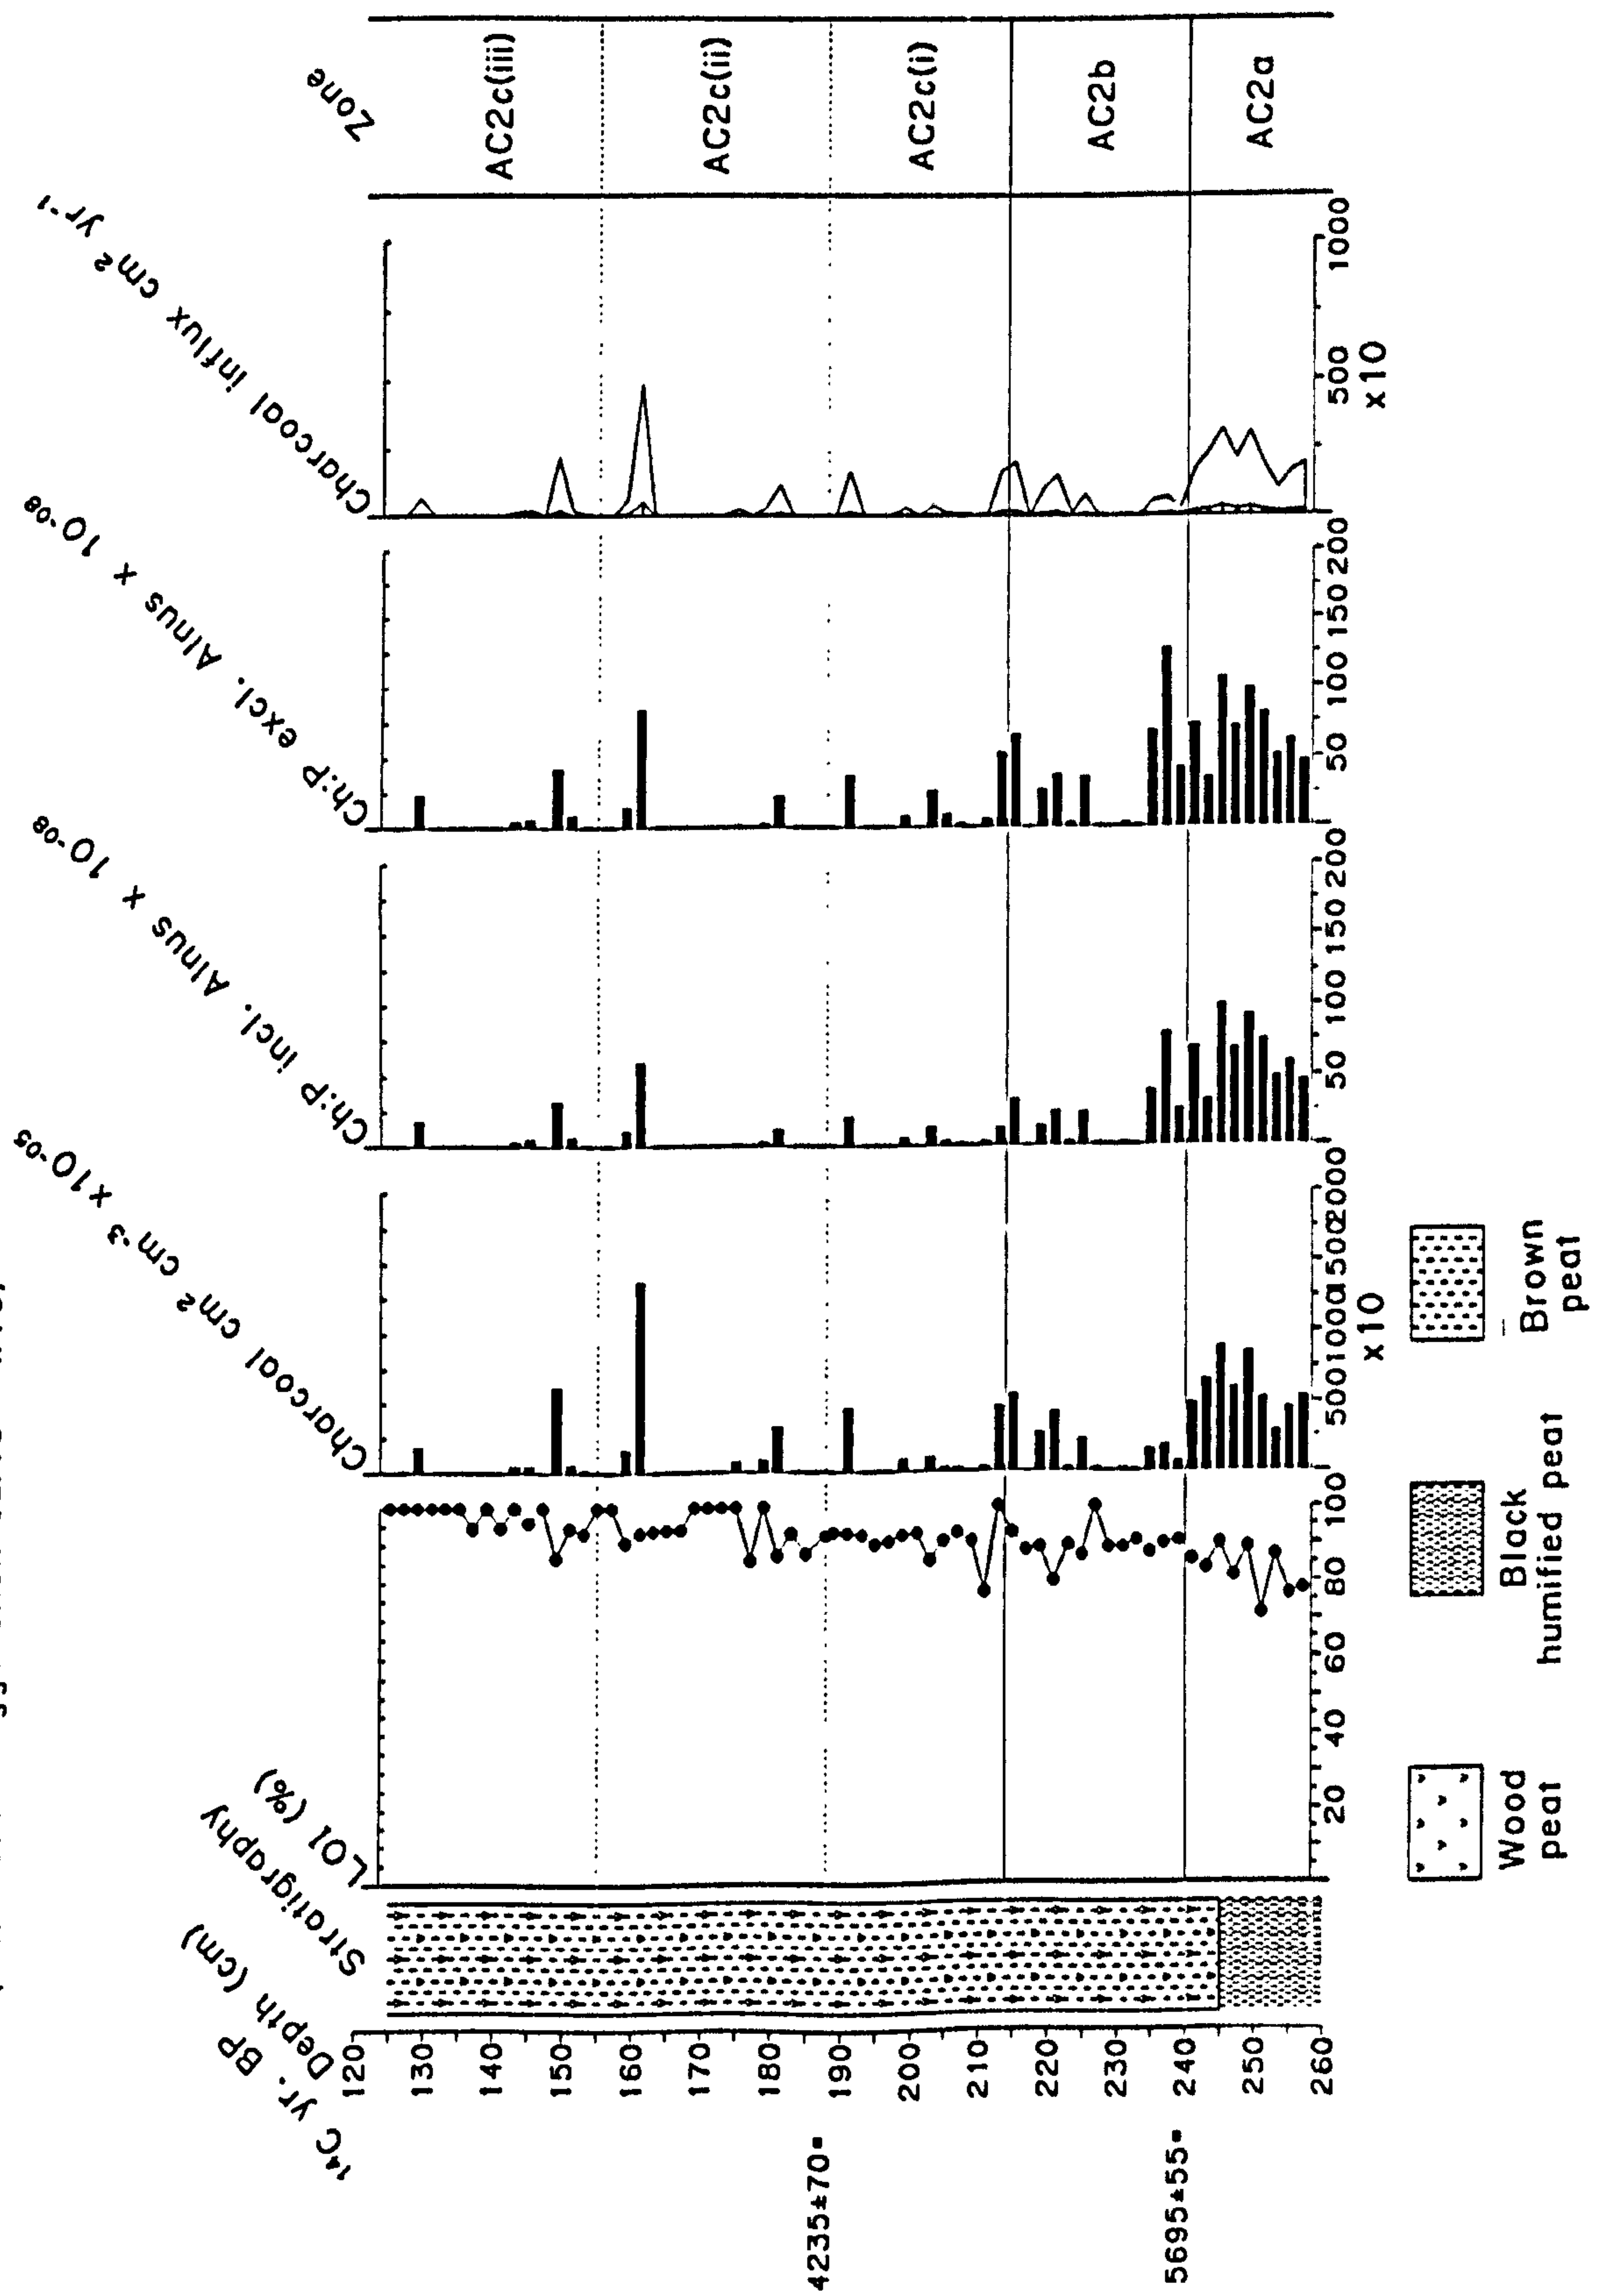 ¹⁴C yr. BP
Depth (cm)
Stratigraphy
LOI (%)
Charcoal cm² cm⁻³ x10⁻⁰⁵
Ch:P incl. Alnus x 10⁻⁰⁸
Ch:P excl. Alnus x 10⁻⁰⁸
Charcoal influx cm² yr⁻¹
Zone
120
130
140
150
160
170
180
190
200
210
220
230
240
250
260
4235±70
5695±55
AC2c(iii)
AC2c(ii)
AC2c(i)
AC2b
AC2a
20 40 60 80 100
500 1000 1500 2000
x10
50 100 150 200
50 100 150 200
500 1000
x10
Wood
peat
Black
humified peat
Brown
peat